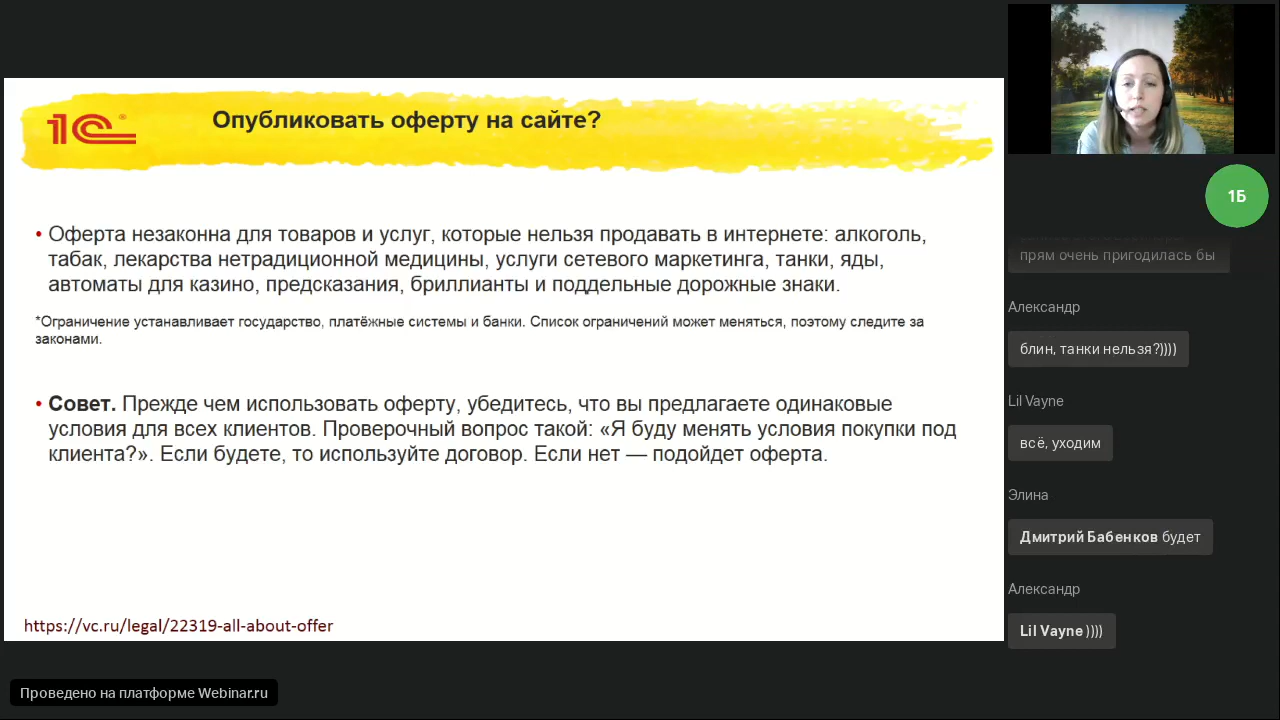 1С®
Опубликовать оферту на сайте?
• Оферта незаконна для товаров и услуг, которые нельзя продавать в интернете: алкоголь,
табак, лекарства нетрадиционной медицины, услуги сетевого маркетинга, танки, яды,
автоматы для казино, предсказания, бриллианты и поддельные дорожные знаки.
*Ограничение устанавливает государство, платёжные системы и банки. Список ограничений может меняться, поэтому следите за
законами.
• Совет. Прежде чем использовать оферту, убедитесь, что вы предлагаете одинаковые
условия для всех клиентов. Проверочный вопрос такой: «Я буду менять условия покупки под
клиента?». Если будете, то используйте договор. Если нет — подойдет оферта.
https://vc.ru/legal/22319-all-about-offer
Проведено на платформе Webinar.ru
1Б
прям очень пригодилась бы
Александр
блин, танки нельзя?))))
Lil Vayne
всё, уходим
Элина
Дмитрий Бабенков будет
Александр
Lil Vayne ))))